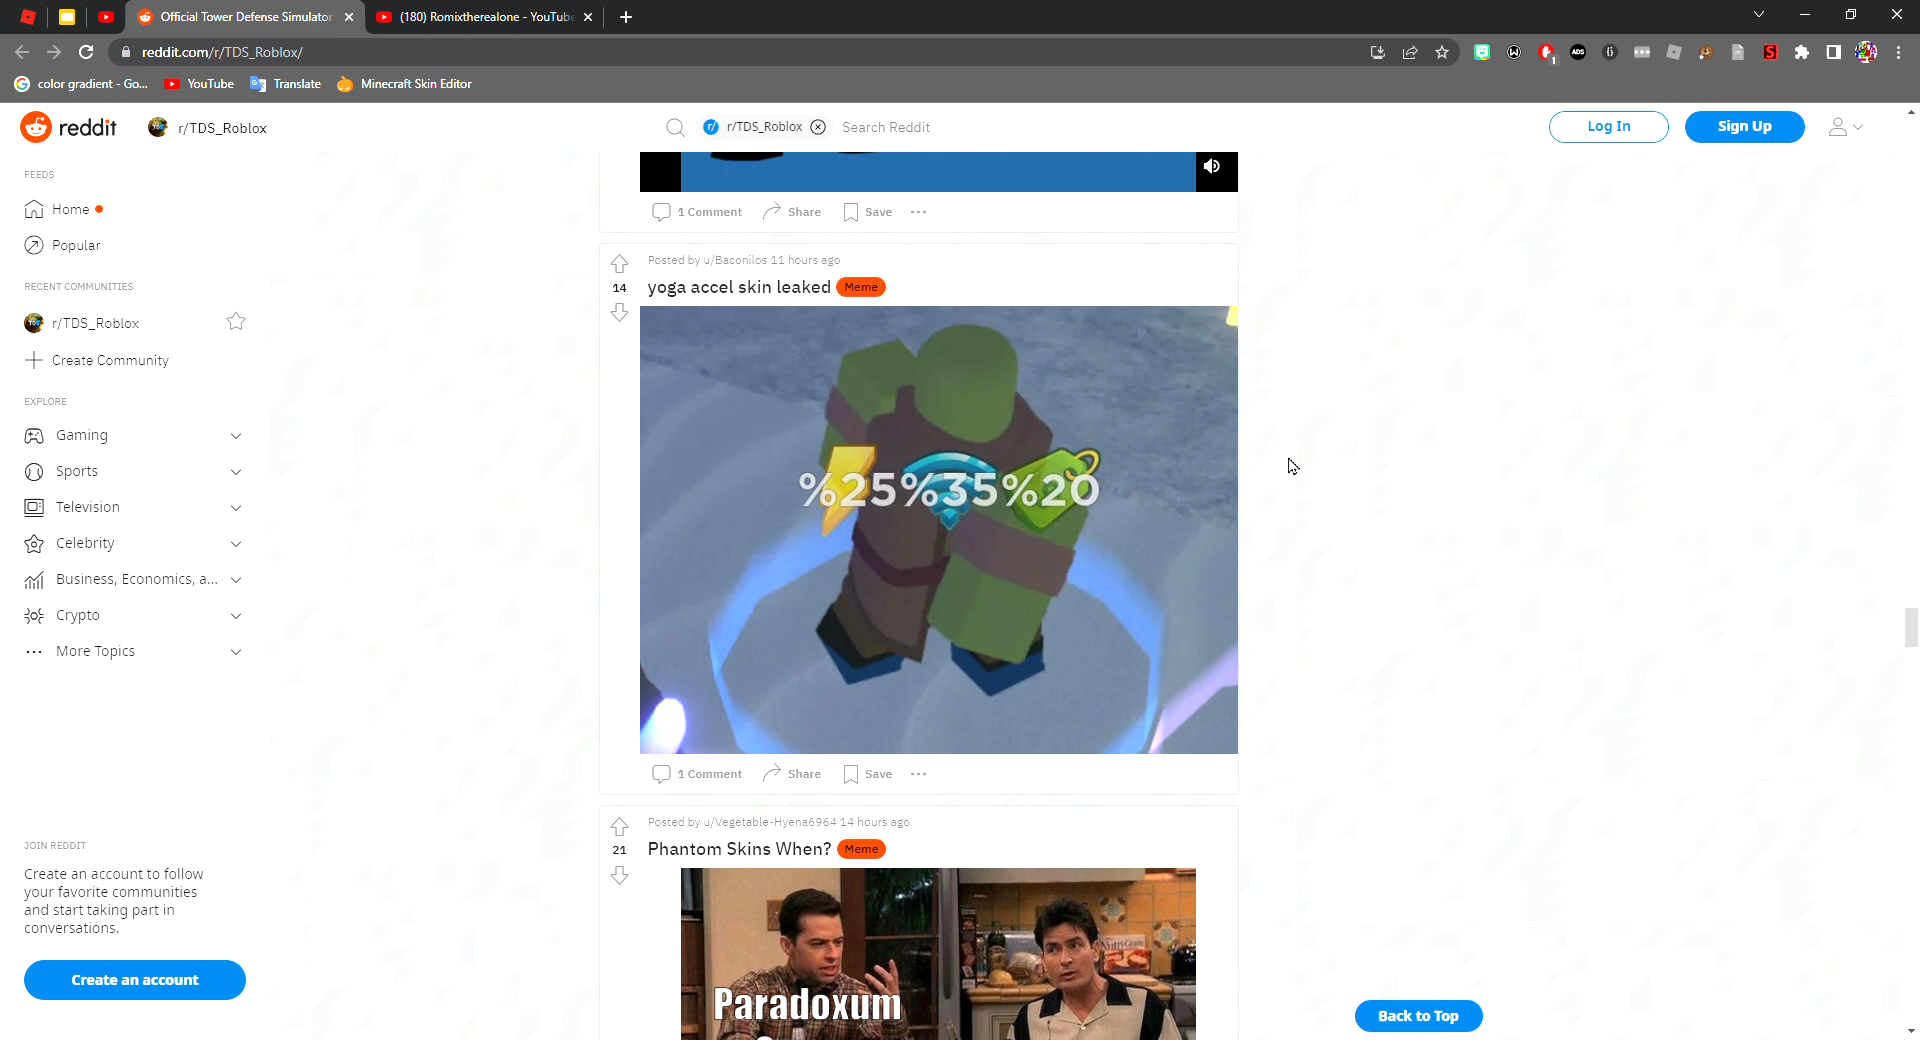 Official Tower Defense Simulator
(180) Romixtherealone - YouTube
reddit.com/r/TDS_Roblox/
color gradient - Go...
YouTube
Translate
Minecraft Skin Editor
reddit
r/TDS_Roblox
r/TDS_Roblox
Search Reddit
Log In
Sign Up
FEEDS
Home
Popular
RECENT COMMUNITIES
r/TDS_Roblox
Create Community
EXPLORE
Gaming
Sports
Television
Celebrity
Business, Economics, a...
Crypto
More Topics
JOIN REDDIT
Create an account to follow
your favorite communities
and start taking part in
conversations.
Create an account
1 Comment
Share
Save
Posted by u/Baconilos 11 hours ago
14
yoga accel skin leaked
Meme
%25%35%20
1 Comment
Share
Save
Posted by u/Vegetable-Hyena6964 14 hours ago
21
Phantom Skins When?
Meme
Nutri-Grain
Paradoxum
Back to Top